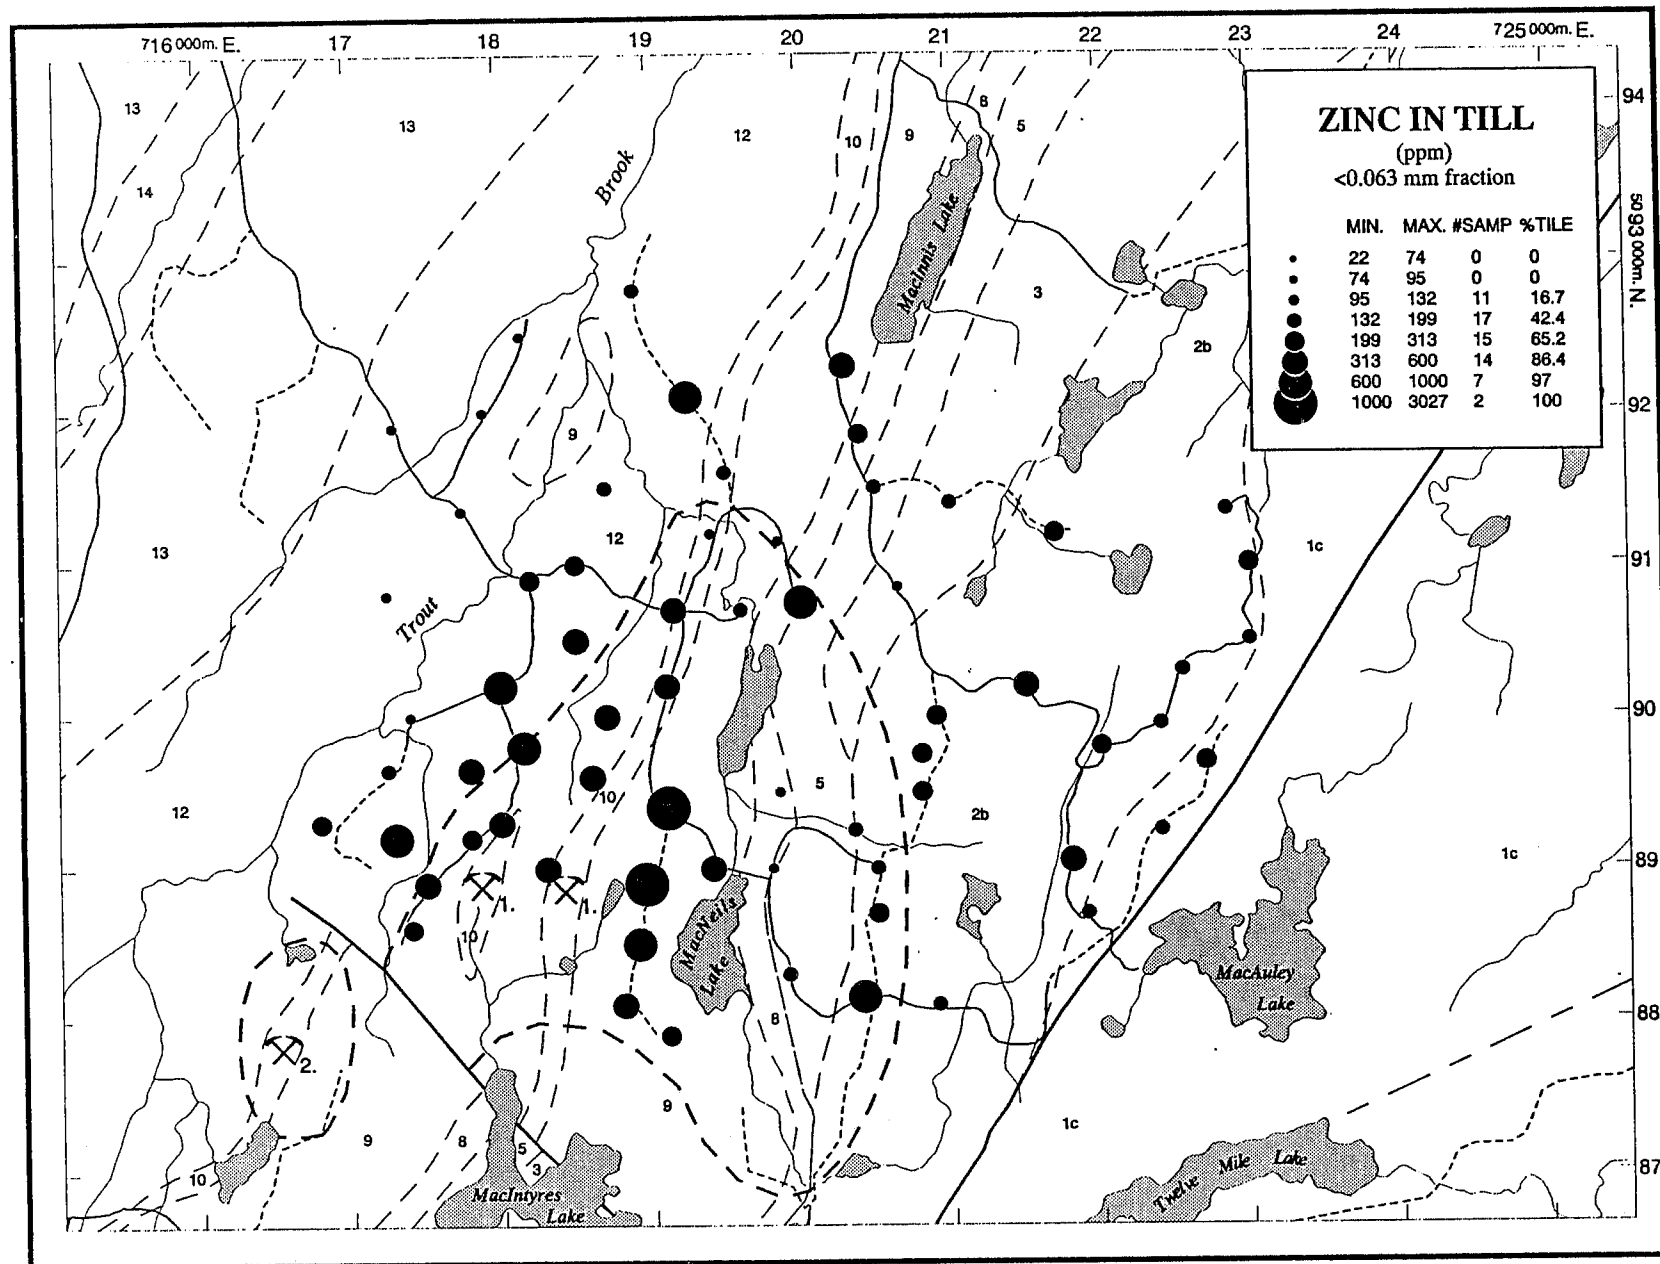 716 000m. E. 17 18 19 20 21 22 23 24 725 000m. E.
ZINC IN TILL
(ppm)
<0.063 mm fraction
MIN. MAX. #SAMP %TILE
22 74 0 0
74 95 0 0
95 132 11 16.7
132 199 17 42.4
199 313 15 65.2
313 600 14 86.4
600 1000 7 97
1000 3027 2 100
94
5093 000m. N.
92
91
90
89
88
87
13
13
12
10
9
8
5
14
Brook
MacInnis Lake
3
2b
9
12
13
1c
Trout
12
10
5
2b
1c
1.
1.
10
MacNeils
Lake
MacAuley
Lake
8
2.
9
1c
9
8
5
3
10
MacIntyres
Lake
Twelve Mile Lake